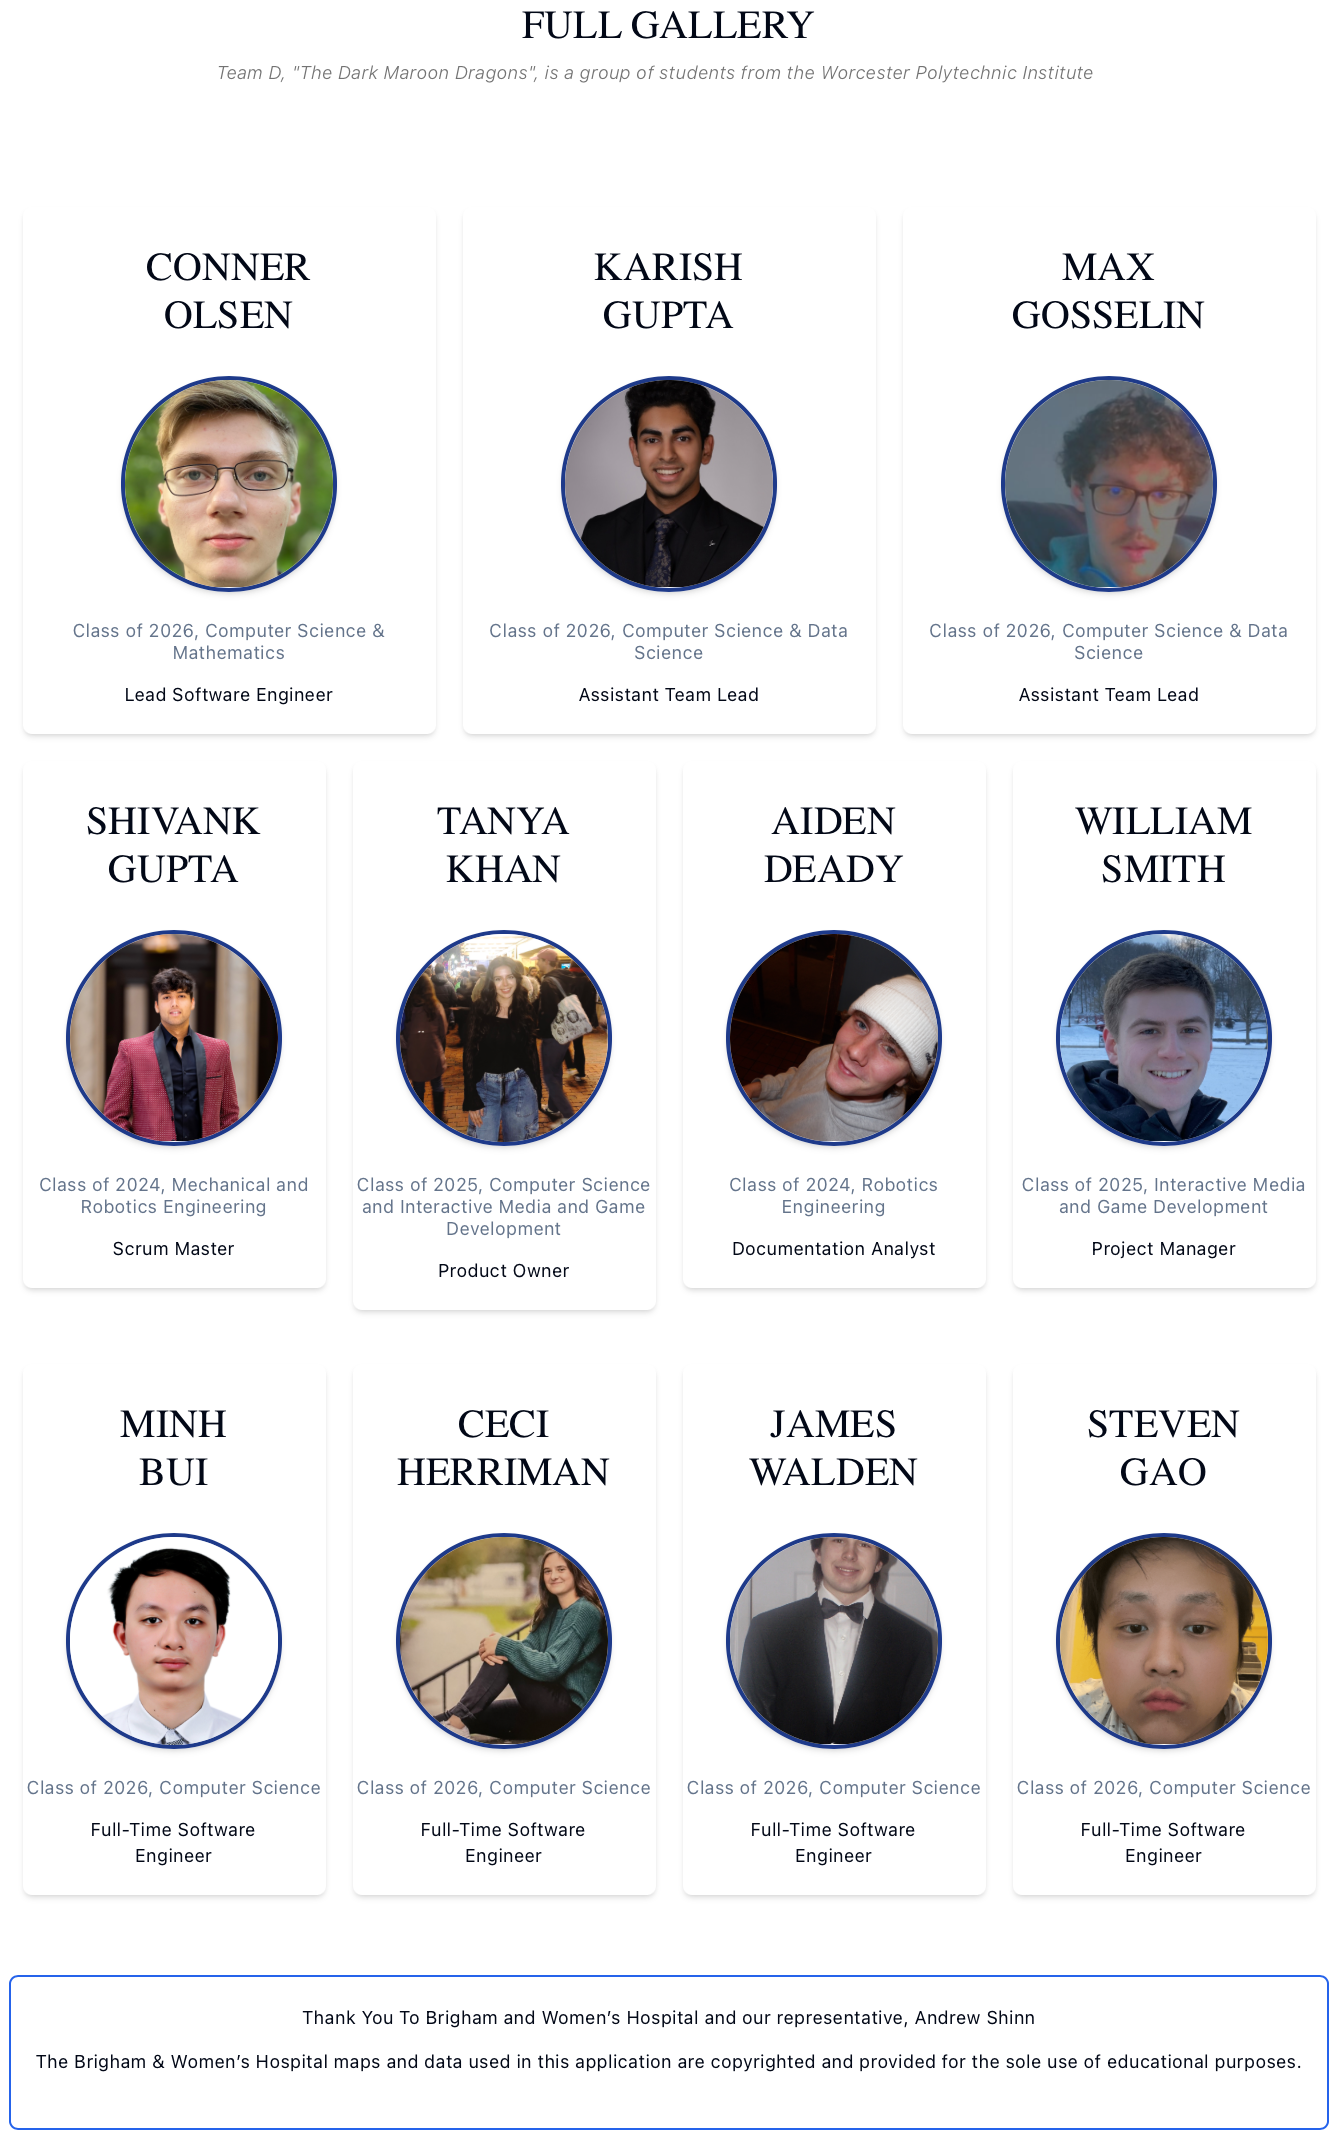 FULL GALLERY
Team D, "The Dark Maroon Dragons", is a group of students from the Worcester Polytechnic Institute
CONNER
OLSEN
Class of 2026, Computer Science &
Mathematics
Lead Software Engineer
KARISH
GUPTA
Class of 2026, Computer Science & Data
Science
Assistant Team Lead
MAX
GOSSELIN
Class of 2026, Computer Science & Data
Science
Assistant Team Lead
SHIVANK
GUPTA
Class of 2024, Mechanical and
Robotics Engineering
Scrum Master
TANYA
KHAN
Class of 2025, Computer Science
and Interactive Media and Game
Development
Product Owner
AIDEN
DEADY
Class of 2024, Robotics
Engineering
Documentation Analyst
WILLIAM
SMITH
Class of 2025, Interactive Media
and Game Development
Project Manager
MINH
BUI
Class of 2026, Computer Science
Full-Time Software
Engineer
CECI
HERRIMAN
Class of 2026, Computer Science
Full-Time Software
Engineer
JAMES
WALDEN
Class of 2026, Computer Science
Full-Time Software
Engineer
STEVEN
GAO
Class of 2026, Computer Science
Full-Time Software
Engineer
Thank You To Brigham and Women’s Hospital and our representative, Andrew Shinn
The Brigham & Women’s Hospital maps and data used in this application are copyrighted and provided for the sole use of educational purposes.